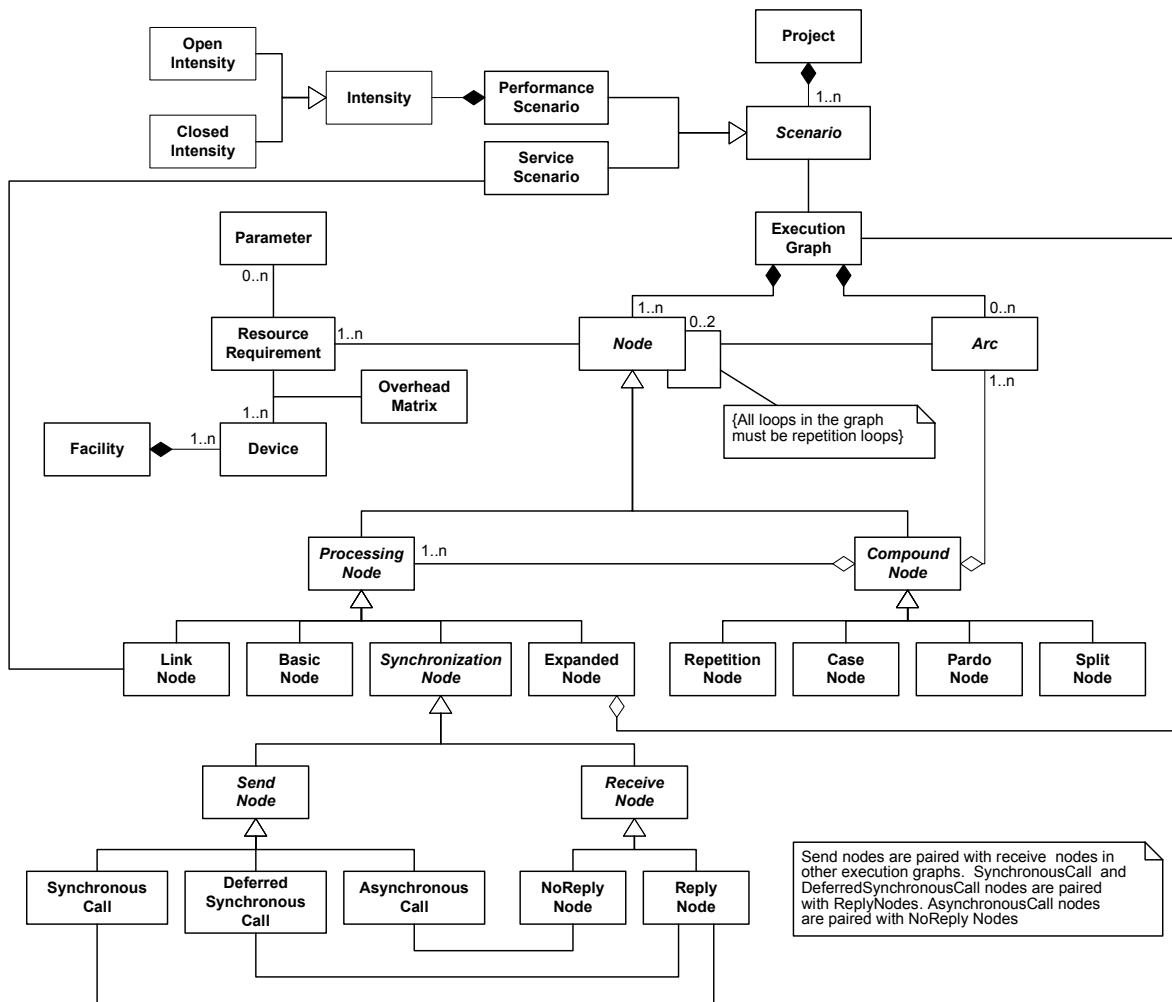 Project
Open
Intensity
Intensity
Performance
Scenario
1..n
Scenario
Closed
Intensity
Service
Scenario
Parameter
Execution
Graph
0..n
1..n
0..2
0..n
Resource
Requirement
1..n
Node
Arc
1..n
Overhead
Matrix
1..n
{All loops in the graph
must be repetition loops}
Facility
1..n
Device
Processing
Node
1..n
Compound
Node
Link
Node
Basic
Node
Synchronization
Node
Expanded
Node
Repetition
Node
Case
Node
Pardo
Node
Split
Node
Send
Node
Receive
Node
Synchronous
Call
Deferred
Synchronous
Call
Asynchronous
Call
NoReply
Node
Reply
Node
Send nodes are paired with receive nodes in
other execution graphs. SynchronousCall and
DeferredSynchronousCall nodes are paired
with ReplyNodes. AsynchronousCall nodes
are paired with NoReply Nodes